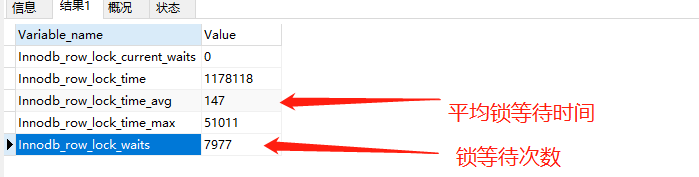 信息 结果1 概况 状态
Variable_name Value
Innodb_row_lock_current_waits 0
Innodb_row_lock_time 1178118
Innodb_row_lock_time_avg 147
Innodb_row_lock_time_max 51011
Innodb_row_lock_waits 7977
平均锁等待时间
锁等待次数